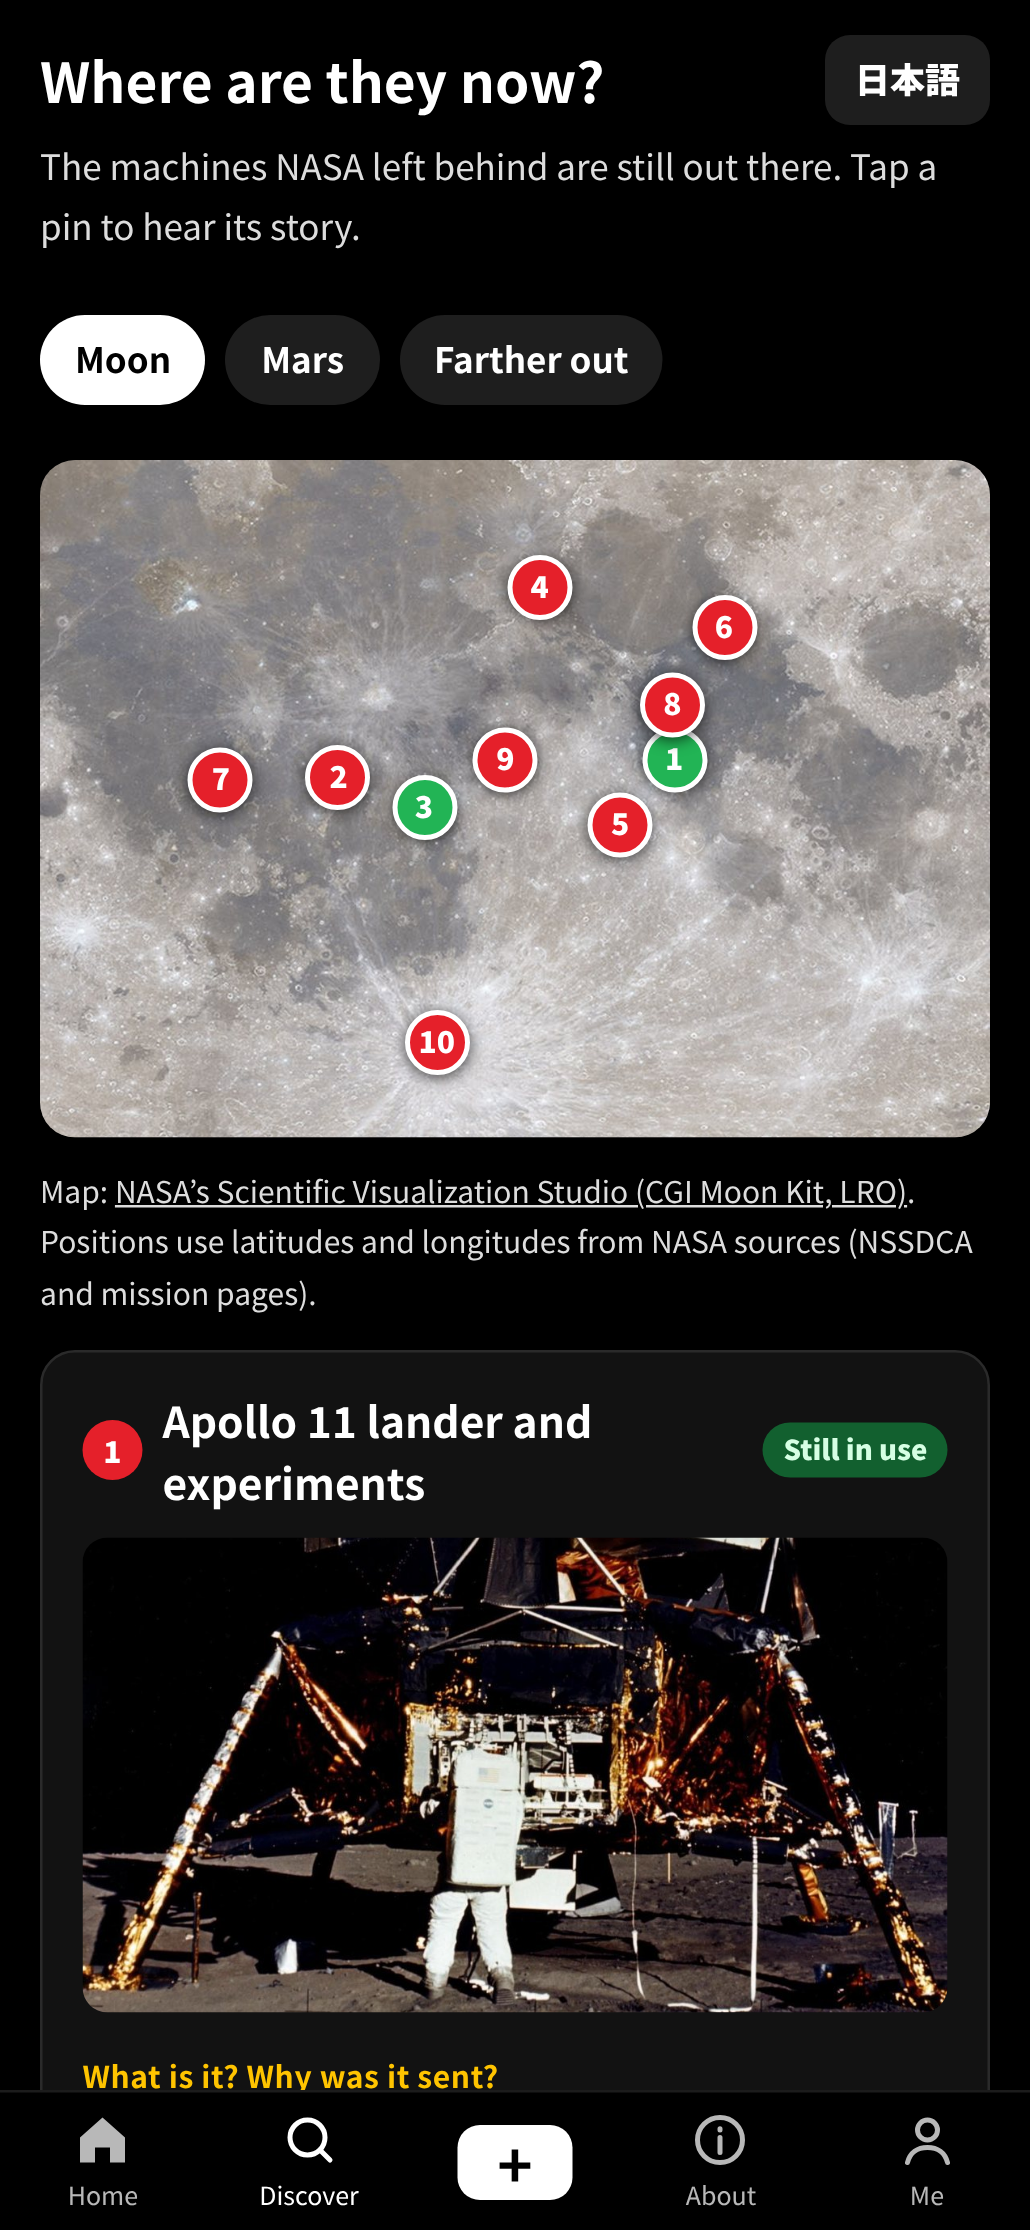 Where are they now?
日本語
The machines NASA left behind are still out there. Tap a
pin to hear its story.
Moon
Mars
Farther out
4
6
8
1
9
7
2
3
5
10
Map: NASA’s Scientific Visualization Studio (CGI Moon Kit, LRO).
Positions use latitudes and longitudes from NASA sources (NSSDCA
and mission pages).
1
Apollo 11 lander and
experiments
Still in use
What is it? Why was it sent?
Home
Discover
About
Me